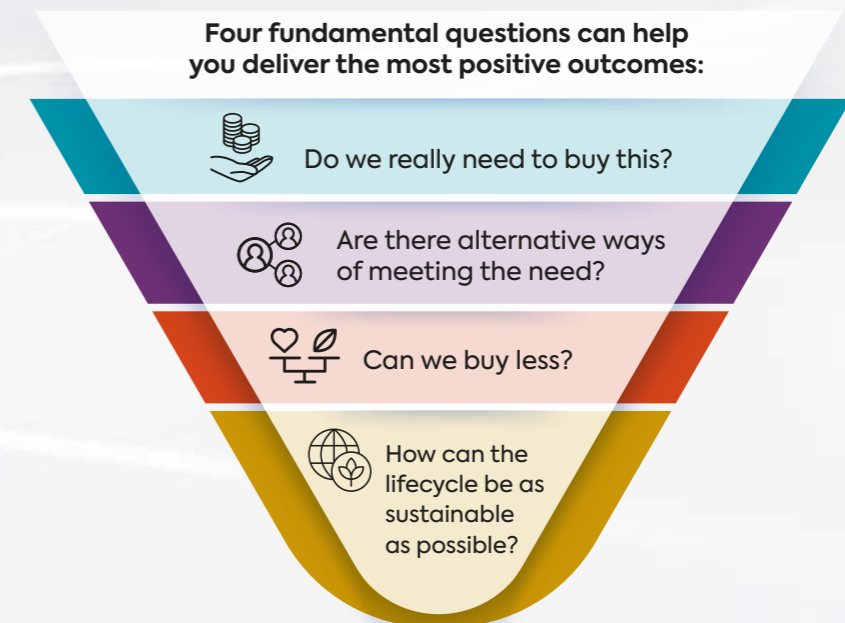 Four fundamental questions can help
you deliver the most positive outcomes:
Do we really need to buy this?
Are there alternative ways
of meeting the need?
Can we buy less?
How can the
lifecycle be as
sustainable
as possible?